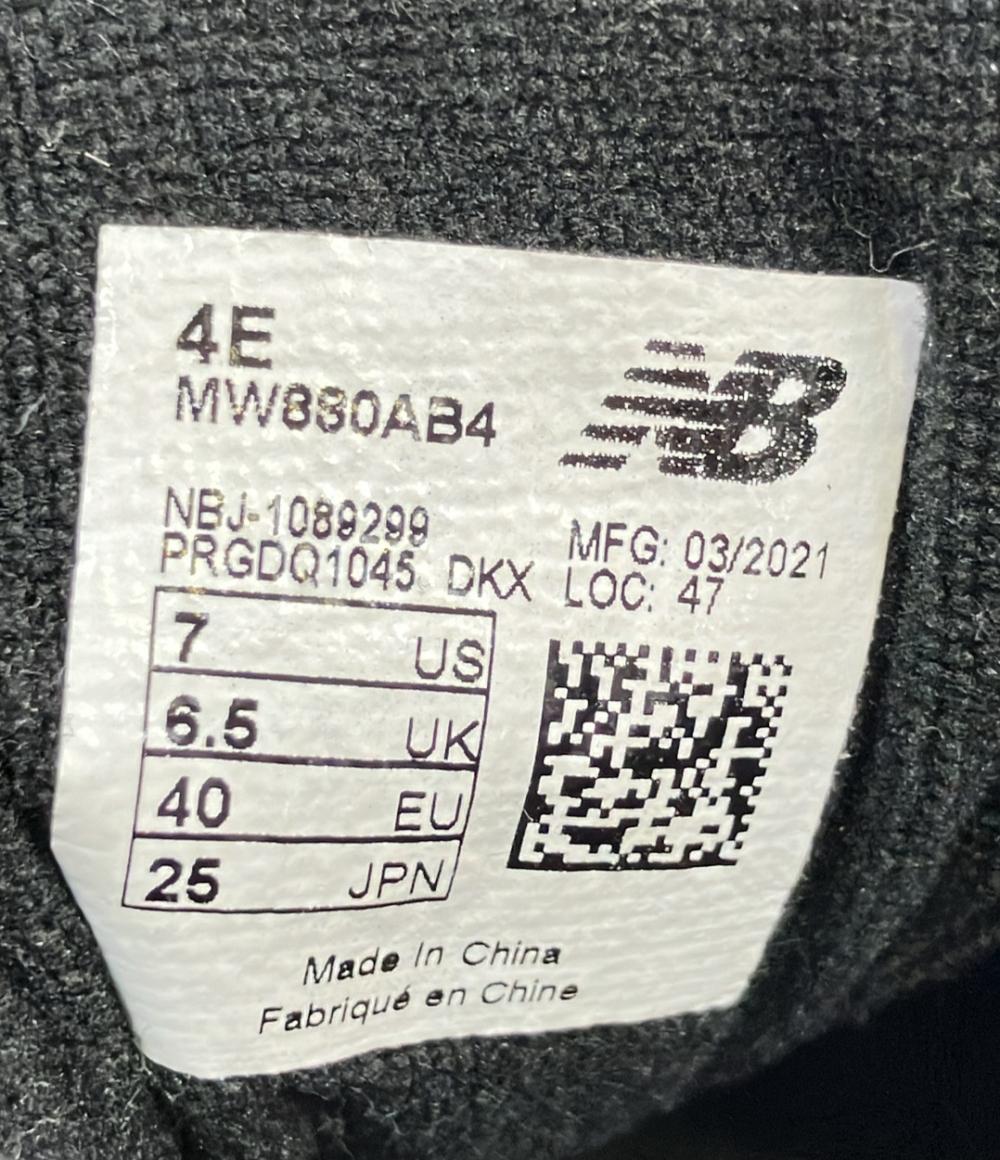 4E
MW880AB4
NB
NBJ-1089299
PRGDQ1045 DKX
MFG: 03/2021
LOC: 47
7 US
6.5 UK
40 EU
25 JPN
Made In China
Fabriqué en Chine